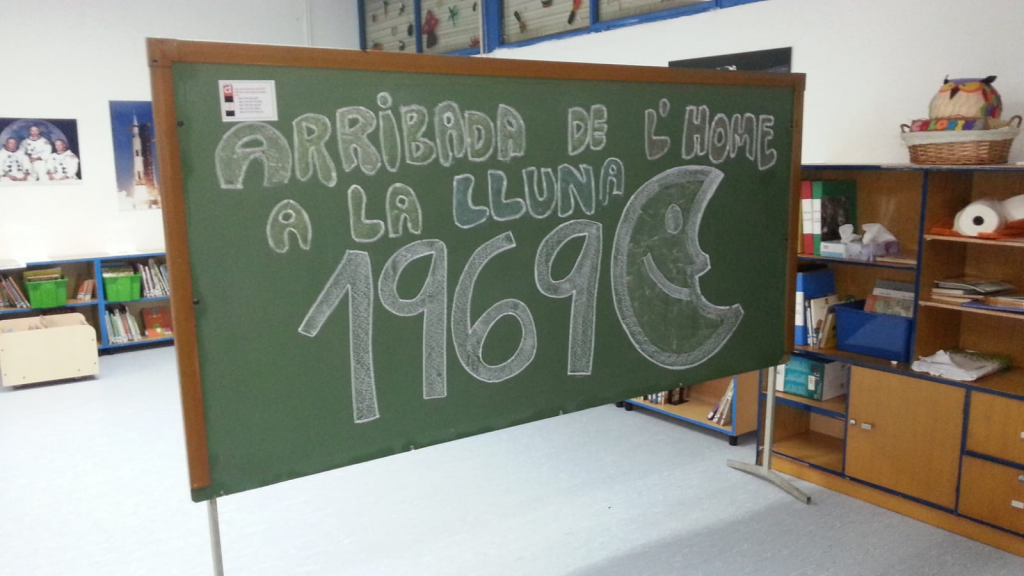 ARRIBADA DE L'HOME
A LA LLUNA
1969